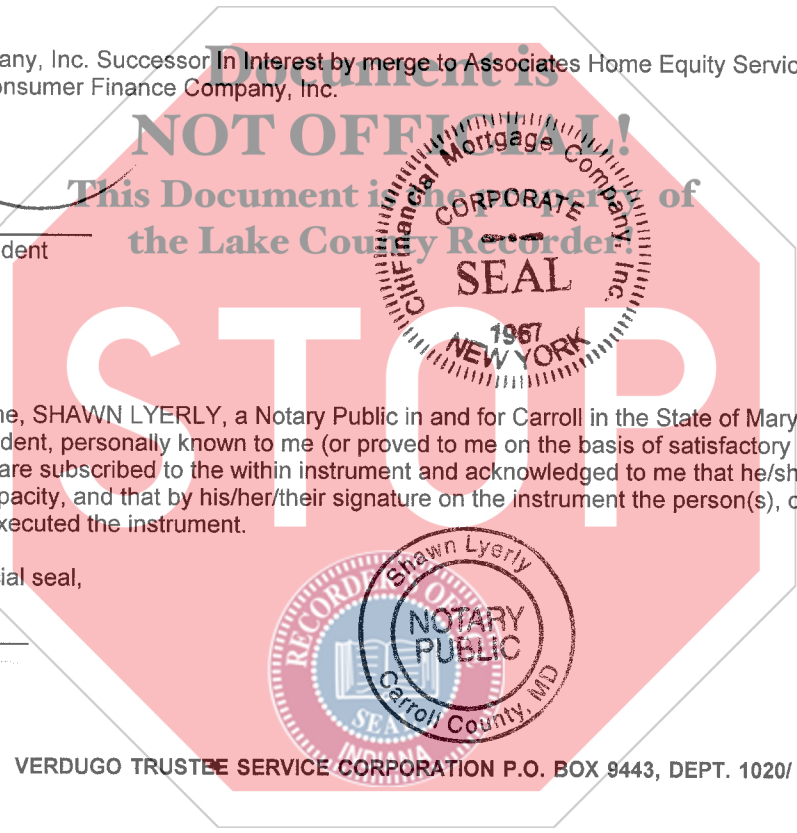 any, Inc. Successor In Interest by merge to Associates Home Equity Servic
onsumer Finance Company, Inc.
Document is
NOT OFFICIAL!
This Document is the property of
the Lake County Recorder!
CitiFinancial Mortgage Company, Inc.
CORPORATE
SEAL
1967
NEW YORK
dent
STOP
ne, SHAWN LYERLY, a Notary Public in and for Carroll in the State of Mary
dent, personally known to me (or proved to me on the basis of satisfactory
are subscribed to the within instrument and acknowledged to me that he/sh
pacity, and that by his/her/their signature on the instrument the person(s), o
xecuted the instrument.
ial seal,
Shawn Lyerly
NOTARY
PUBLIC
Carroll County, MD
RECORDER OFFICE
SEAL
INDIANA
VERDUGO TRUSTEE SERVICE CORPORATION P.O. BOX 9443, DEPT. 1020/